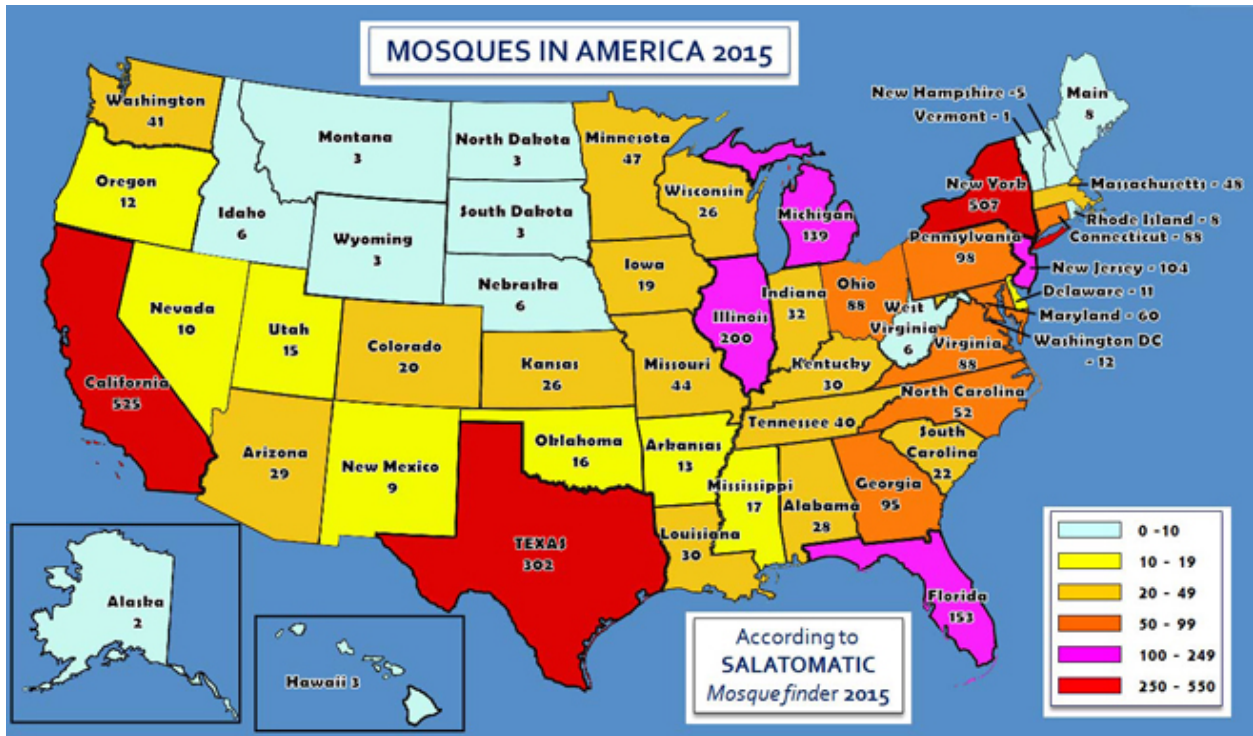 MOSQUES IN AMERICA 2015
Washington
41
Oregon
12
California
525
Nevada
10
Idaho
6
Montana
3
Wyoming
3
Utah
15
Colorado
20
Arizona
29
New Mexico
9
North Dakota
3
South Dakota
3
Nebraska
6
Kansas
26
Oklahoma
16
TEXAS
302
Minnesota
47
Iowa
19
Missouri
44
Arkansas
13
Louisiana
30
Wisconsin
26
Illinois
200
Michigan
139
Indiana
32
Ohio
88
Kentucky
30
Tennessee 40
Mississippi
17
Alabama
28
Georgia
95
Florida
153
South
Carolina
22
North Carolina
52
Virginia
88
West
Virginia
6
Pennsylvania
98
New York
507
New Hampshire -5
Vermont - 1
Main
8
Massachusetts - 48
Rhode Island - 8
Connecticut - 88
New Jersey - 104
Delaware - 11
Maryland - 60
Washington DC
- 12
Alaska
2
Hawaii 3
According to
SALATOMATIC
Mosque finder 2015
0 -10
10 - 19
20 - 49
50 - 99
100 - 249
250 - 550